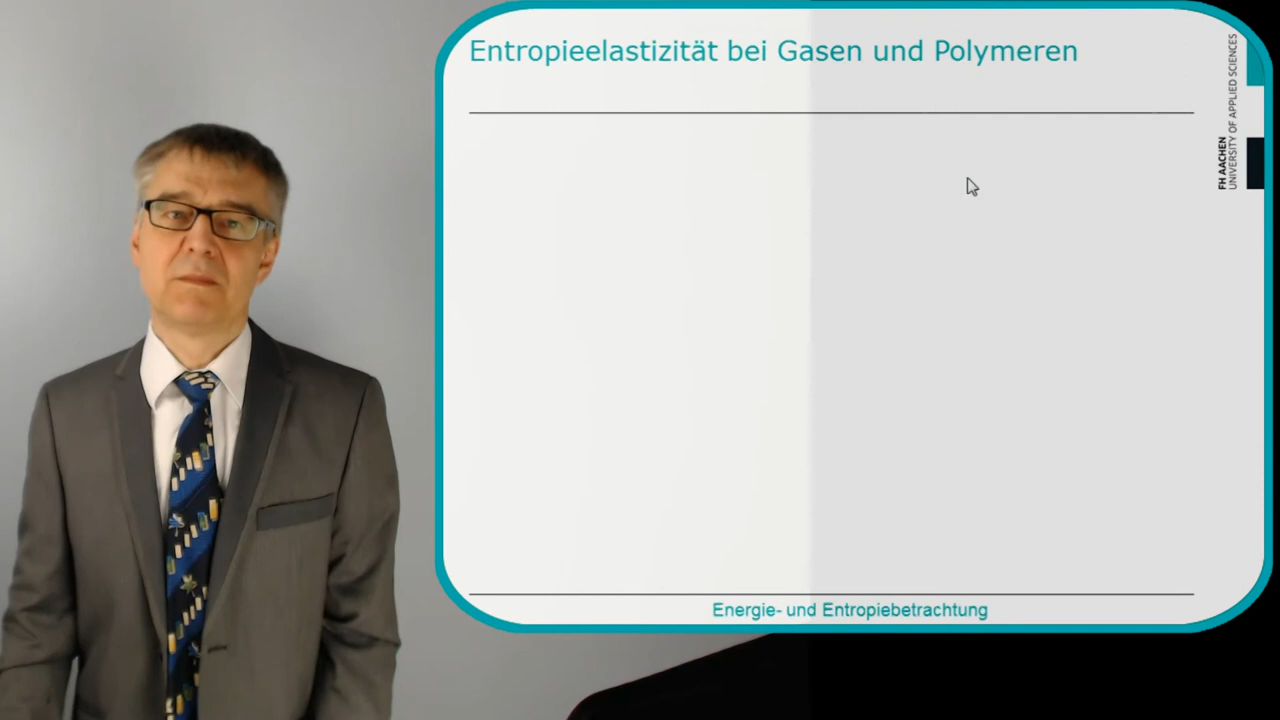 Entropieelastizität bei Gasen und Polymeren
FH AACHEN
UNIVERSITY OF APPLIED SCIENCES
Energie- und Entropiebetrachtung